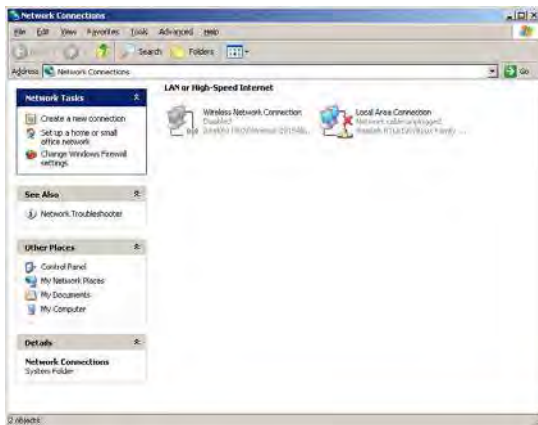 Network Connections
File Edit View Favorites Tools Advanced Help
Search Folders
Address Network Connections Go
Network Tasks
Create a new connection
Set up a home or small
office network
Change Windows Firewall
settings
See Also
Network Troubleshooter
Other Places
Control Panel
My Network Places
My Documents
My Computer
Details
Network Connections
System Folder
LAN or High-Speed Internet
Wireless Network Connection
Disabled
Local Area Connection
Network cable unplugged
Family ...
2 objects